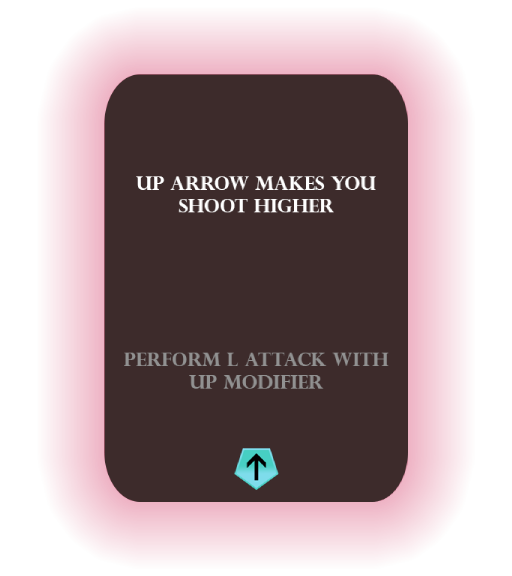 UP ARROW MAKES YOU
SHOOT HIGHER
PERFORM L ATTACK WITH
UP MODIFIER